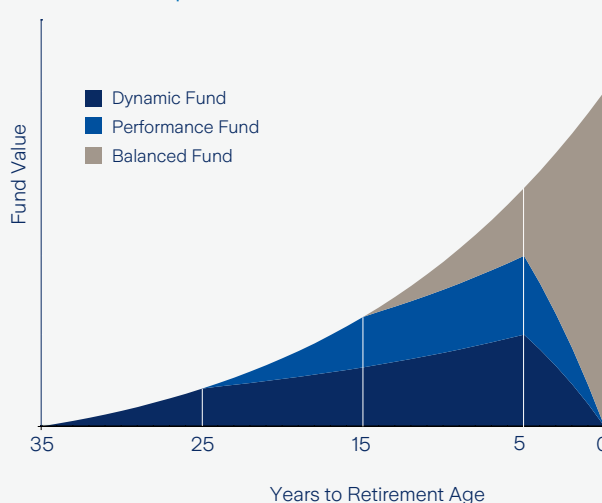 Dynamic Fund
Performance Fund
Balanced Fund
Fund Value
35 25 15 5 0
Years to Retirement Age